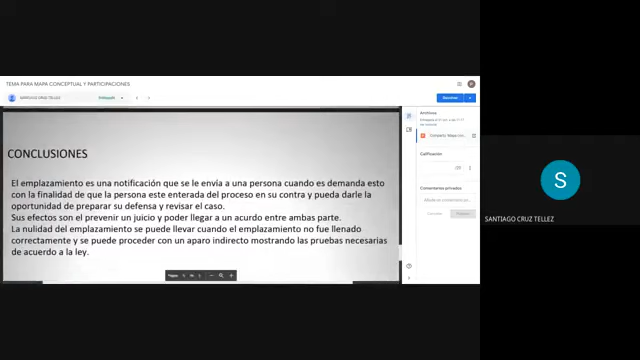 TEMA PARA MAPA CONCEPTUAL Y PARTICIPACIONES
SANTIAGO CRUZ TELLEZ
CONCLUSIONES
El emplazamiento es una notificación que se le envía a una persona cuando es demanda esto
con la finalidad de que la persona este enterada del proceso en su contra y pueda darle la
oportunidad de preparar su defensa y revisar el caso.
Sus efectos son el prevenir un juicio y poder llegar a un acurdo entre ambas parte.
La nulidad del emplazamiento se puede llevar cuando el emplazamiento no fue llenado
correctamente y se puede proceder con un aparo indirecto mostrando las pruebas necesarias
de acuerdo a la ley.
Archivos
Calificación
Comentarios privados
S
SANTIAGO CRUZ TELLEZ